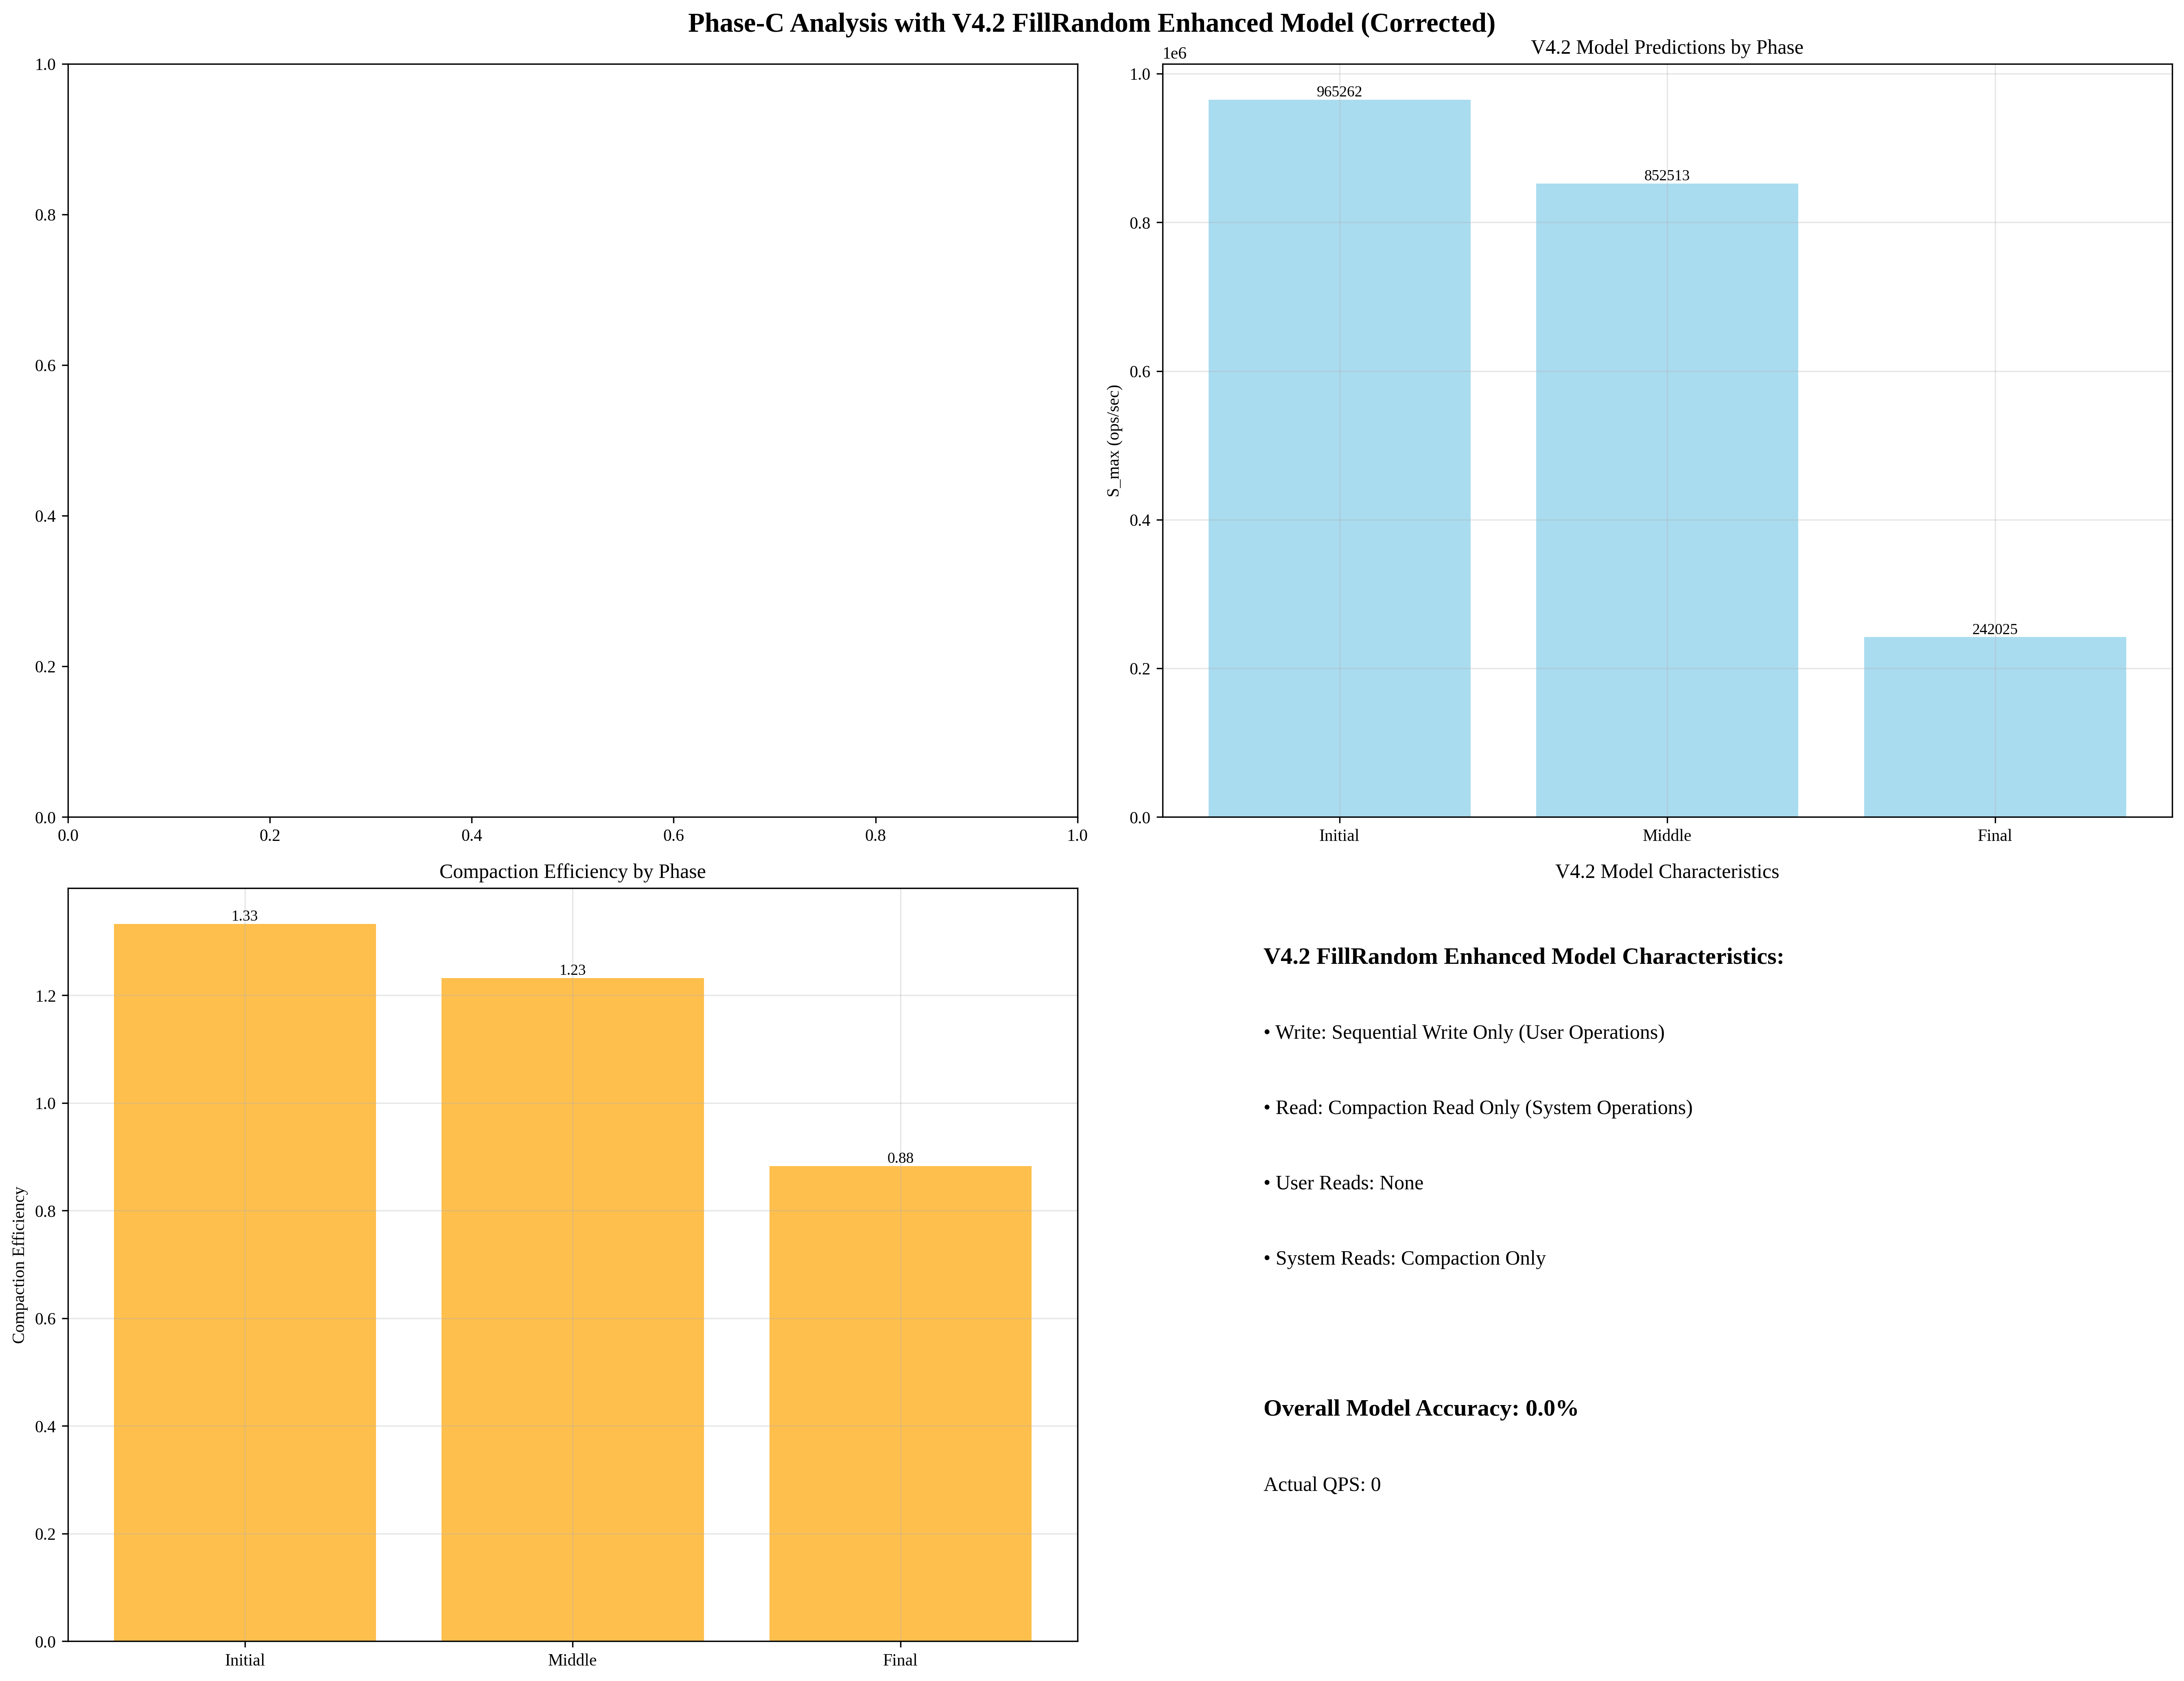 Phase-C Analysis with V4.2 FillRandom Enhanced Model (Corrected)
1.0
0.8
0.6
0.4
0.2
0.0
0.0 0.2 0.4 0.6 0.8 1.0
V4.2 Model Predictions by Phase
1e6
S_max (ops/sec)
1.0
0.8
0.6
0.4
0.2
0.0
965262
852513
242025
Initial Middle Final
Compaction Efficiency by Phase
Compaction Efficiency
1.2
1.0
0.8
0.6
0.4
0.2
0.0
1.33
1.23
0.88
Initial Middle Final
V4.2 Model Characteristics
V4.2 FillRandom Enhanced Model Characteristics:
• Write: Sequential Write Only (User Operations)
• Read: Compaction Read Only (System Operations)
• User Reads: None
• System Reads: Compaction Only
Overall Model Accuracy: 0.0%
Actual QPS: 0